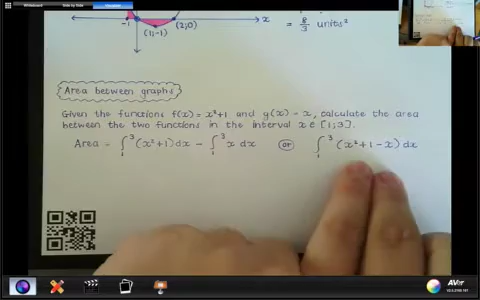 -1
x
(2;0)
(1;-1)
= 8/3 units²
Area between graphs
Given the functions f(x) = x²+1 and g(x) = x, calculate the area
between the two functions in the interval x ∈ [1;3].
Area = ∫₁³ (x²+1) dx - ∫₁³ x dx or ∫₁³ (x²+1-x) dx
AVer